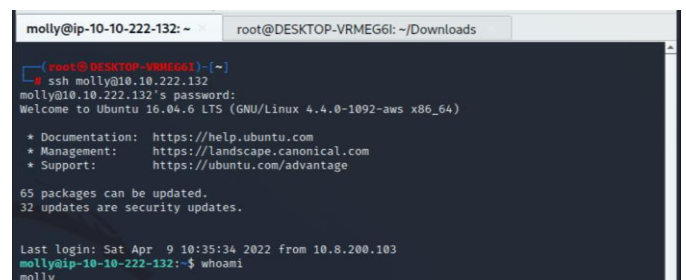 molly@ip-10-10-222-132: ~ × root@DESKTOP-VRMEG6I: ~/Downloads
┌──(root㉿DESKTOP-VRMEG6I)-[~]
└─# ssh molly@10.10.222.132
molly@10.10.222.132's password:
Welcome to Ubuntu 16.04.6 LTS (GNU/Linux 4.4.0-1092-aws x86_64)
* Documentation: https://help.ubuntu.com
* Management: https://landscape.canonical.com
* Support: https://ubuntu.com/advantage
65 packages can be updated.
32 updates are security updates.
Last login: Sat Apr 9 10:35:34 2022 from 10.8.200.103
molly@ip-10-10-222-132:~$ whoami
molly